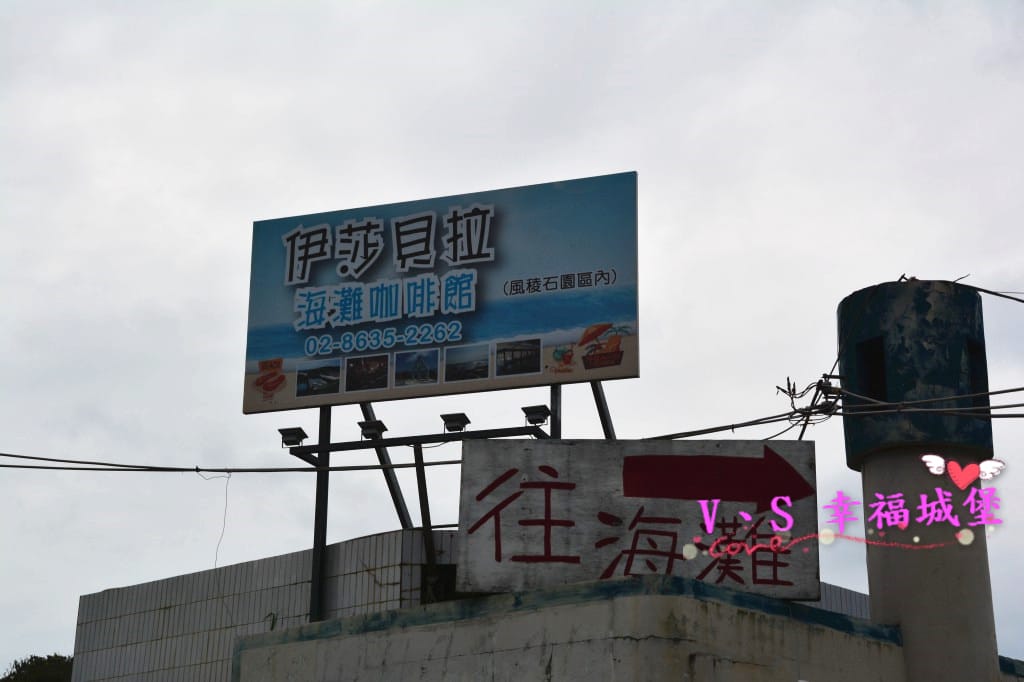 伊莎貝拉
海灘咖啡館
(風稜石園區內)
02-8635-2262
往海灘
V、S 幸福城堡
Love